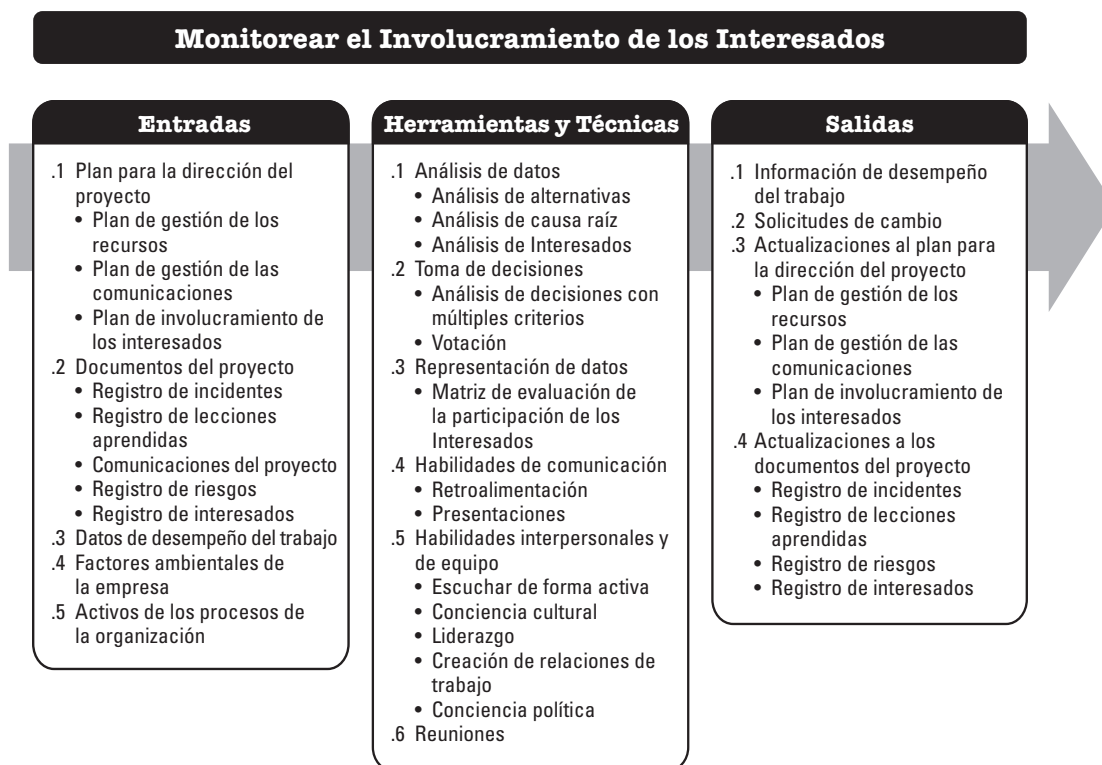 Monitorear el Involucramiento de los Interesados
Entradas
.1 Plan para la dirección del
proyecto
• Plan de gestión de los
recursos
• Plan de gestión de las
comunicaciones
• Plan de involucramiento de
los interesados
.2 Documentos del proyecto
• Registro de incidentes
• Registro de lecciones
aprendidas
• Comunicaciones del proyecto
• Registro de riesgos
• Registro de interesados
.3 Datos de desempeño del trabajo
.4 Factores ambientales de
la empresa
.5 Activos de los procesos de
la organización
Herramientas y Técnicas
.1 Análisis de datos
• Análisis de alternativas
• Análisis de causa raíz
• Análisis de Interesados
.2 Toma de decisiones
• Análisis de decisiones con
múltiples criterios
• Votación
.3 Representación de datos
• Matriz de evaluación de
la participación de los
Interesados
.4 Habilidades de comunicación
• Retroalimentación
• Presentaciones
.5 Habilidades interpersonales y
de equipo
• Escuchar de forma activa
• Conciencia cultural
• Liderazgo
• Creación de relaciones de
trabajo
• Conciencia política
.6 Reuniones
Salidas
.1 Información de desempeño
del trabajo
.2 Solicitudes de cambio
.3 Actualizaciones al plan para
la dirección del proyecto
• Plan de gestión de los
recursos
• Plan de gestión de las
comunicaciones
• Plan de involucramiento de
los interesados
.4 Actualizaciones a los
documentos del proyecto
• Registro de incidentes
• Registro de lecciones
aprendidas
• Registro de riesgos
• Registro de interesados